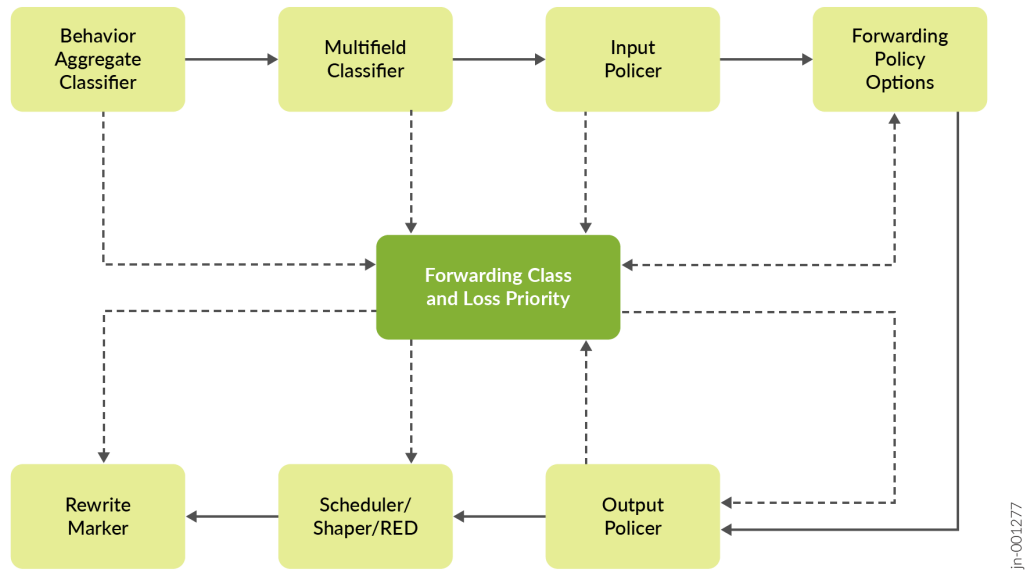 Behavior
Aggregate
Classifier
Multifield
Classifier
Input
Policer
Forwarding
Policy
Options
Forwarding Class
and Loss Priority
Rewrite
Marker
Scheduler/
Shaper/RED
Output
Policer
jn-001277